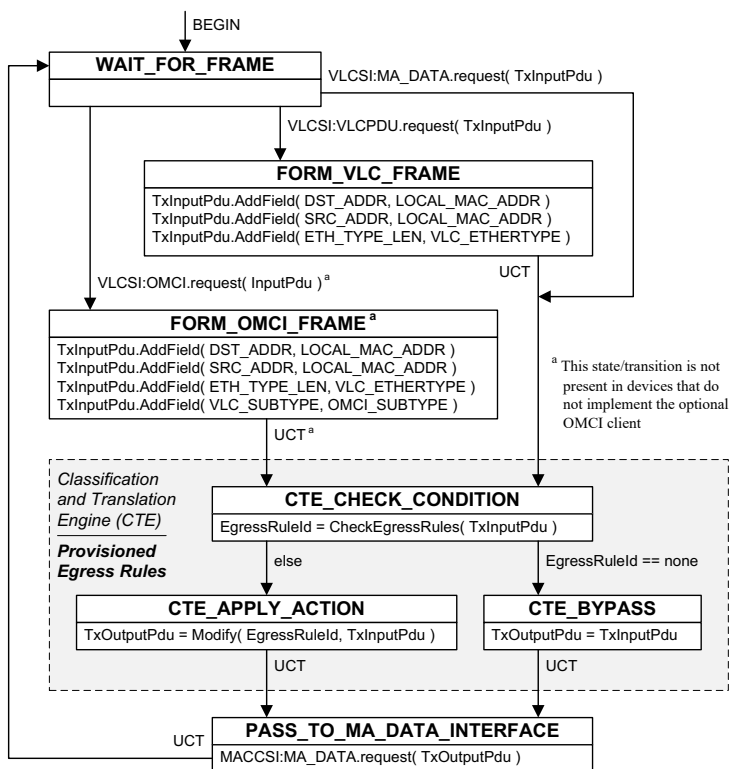 BEGIN
WAIT_FOR_FRAME
VLCSI:MA_DATA.request( TxInputPdu )
VLCSI:VLCPDU.request( TxInputPdu )
FORM_VLC_FRAME
TxInputPdu.AddField( DST_ADDR, LOCAL_MAC_ADDR )
TxInputPdu.AddField( SRC_ADDR, LOCAL_MAC_ADDR )
TxInputPdu.AddField( ETH_TYPE_LEN, VLC_ETHERTYPE )
UCT
VLCSI:OMCI.request( InputPdu ) a
FORM_OMCI_FRAME a
TxInputPdu.AddField( DST_ADDR, LOCAL_MAC_ADDR )
TxInputPdu.AddField( SRC_ADDR, LOCAL_MAC_ADDR )
TxInputPdu.AddField( ETH_TYPE_LEN, VLC_ETHERTYPE )
TxInputPdu.AddField( VLC_SUBTYPE, OMCI_SUBTYPE )
a This state/transition is not
present in devices that do
not implement the optional
OMCI client
UCT a
Classification
and Translation
Engine (CTE)
Provisioned
Egress Rules
CTE_CHECK_CONDITION
EgressRuleId = CheckEgressRules( TxInputPdu )
else
EgressRuleId == none
CTE_APPLY_ACTION
TxOutputPdu = Modify( EgressRuleId, TxInputPdu )
CTE_BYPASS
TxOutputPdu = TxInputPdu
UCT
UCT
UCT
PASS_TO_MA_DATA_INTERFACE
MACCSI:MA_DATA.request( TxOutputPdu )